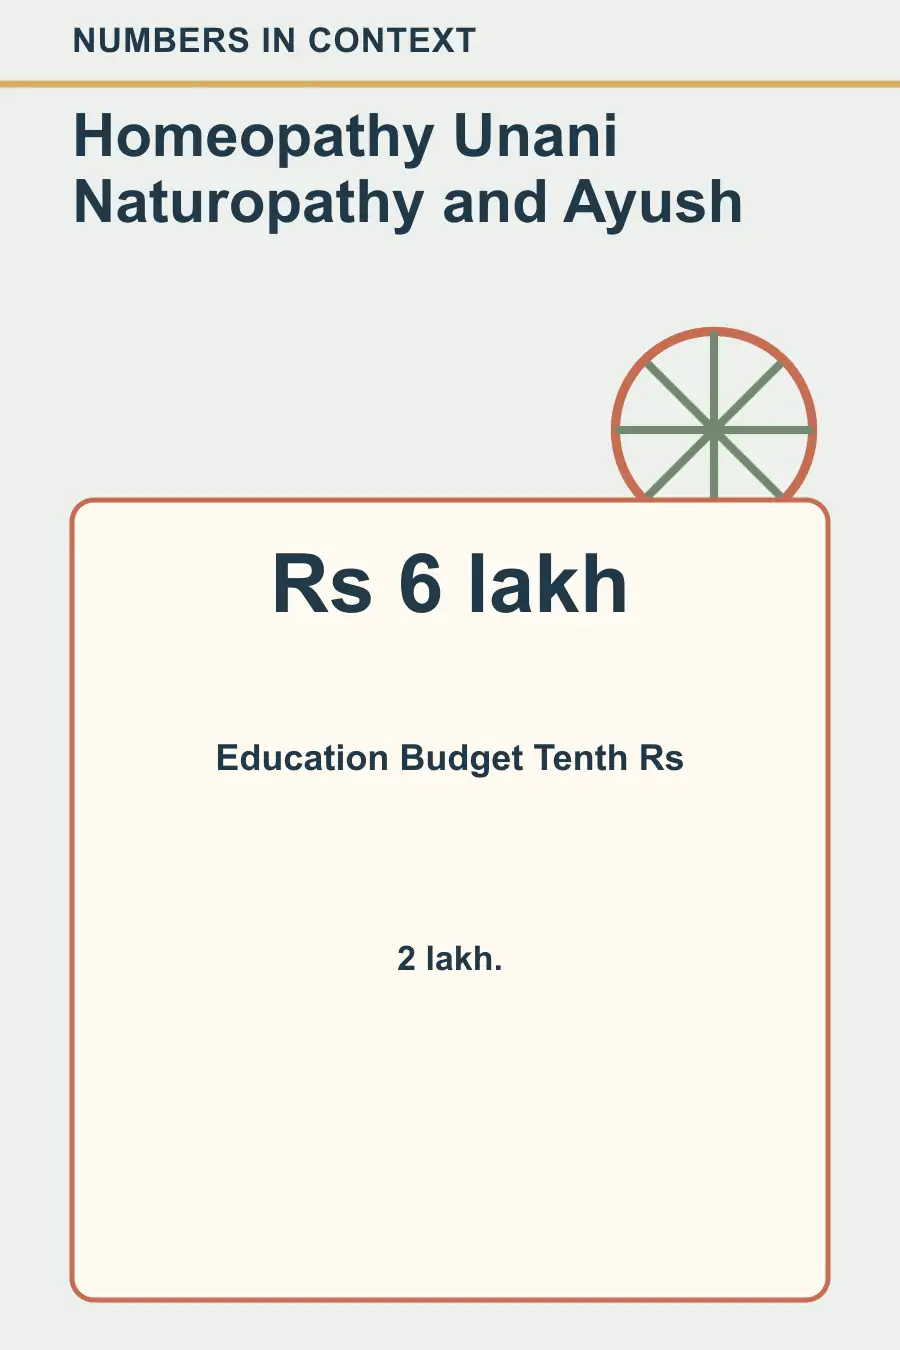 NUMBERS IN CONTEXT
Homeopathy Unani
Naturopathy and Ayush
Rs 6 lakh
Education Budget Tenth Rs
2 lakh.